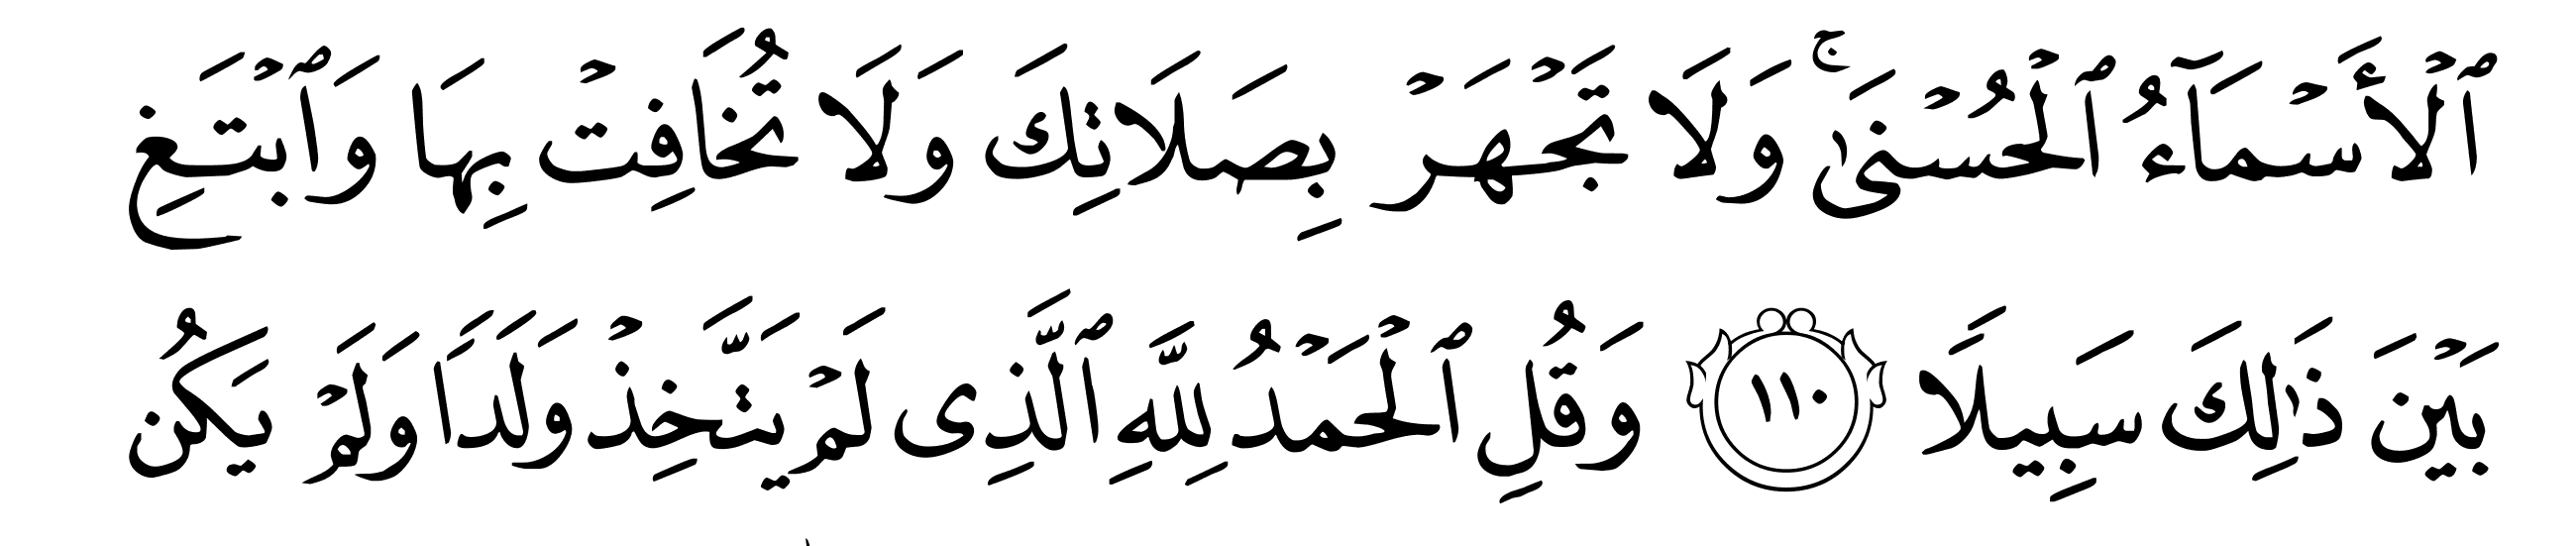 ٱلْأَسْمَآءُ ٱلْحُسْنَىٰ ۚ وَلَا تَجْهَرْ بِصَلَاتِكَ وَلَا تُخَافِتْ بِهَا وَٱبْتَغِ
بَيْنَ ذَٰلِكَ سَبِيلًا ١١٠ وَقُلِ ٱلْحَمْدُ لِلَّهِ ٱلَّذِى لَمْ يَتَّخِذْ وَلَدًا وَلَمْ يَكُن